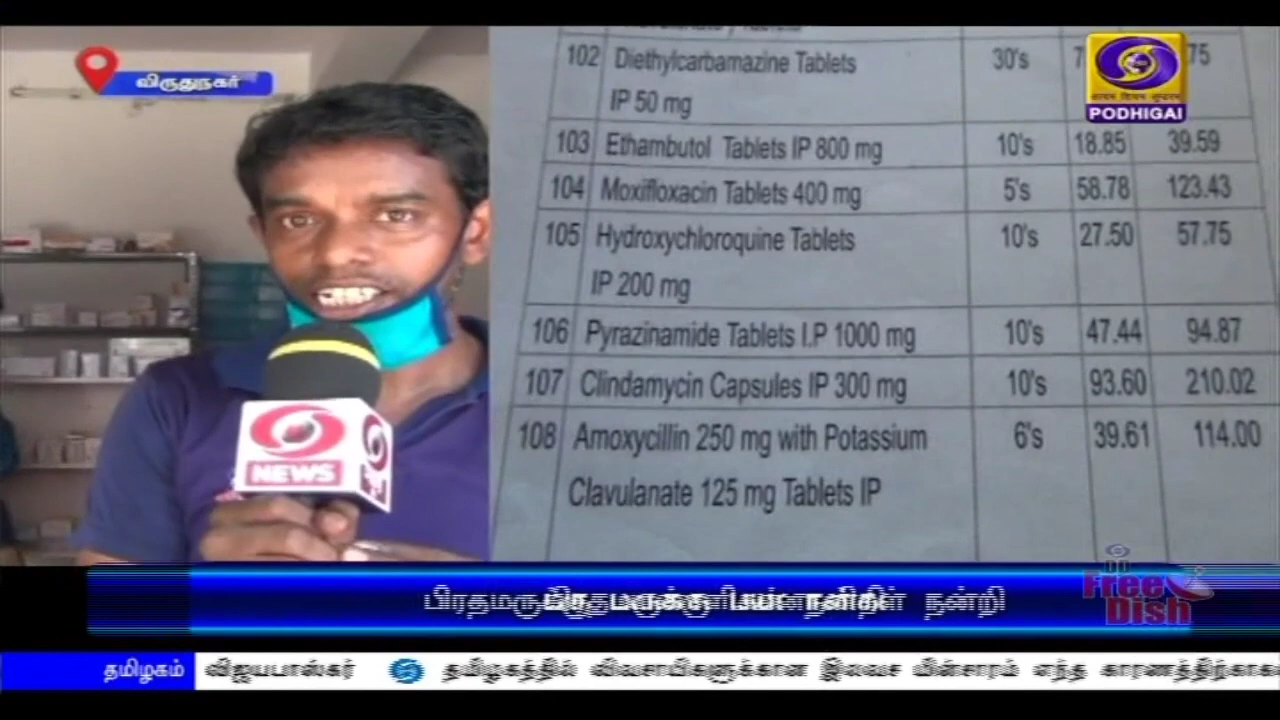 விருதுநகர்
102 Diethylcarbamazine Tablets 30's
IP 50 mg
103 Ethambutol Tablets IP 800 mg 10's 18.85 39.59
104 Moxifloxacin Tablets 400 mg 5's 58.78 123.43
105 Hydroxychloroquine Tablets 10's 27.50 57.75
IP 200 mg
106 Pyrazinamide Tablets I.P 1000 mg 10's 47.44 94.87
107 Clindamycin Capsules IP 300 mg 10's 93.60 210.02
108 Amoxycillin 250 mg with Potassium 6's 39.61 114.00
Clavulanate 125 mg Tablets IP
PODHIGAI
NEWS
நன்றி
DD
Free
Dish
தமிழகம் விஜயபாஸ்கர் தமிழகத்தில் விவசாயிகளுக்கான இலவச மின்சாரம் எந்த